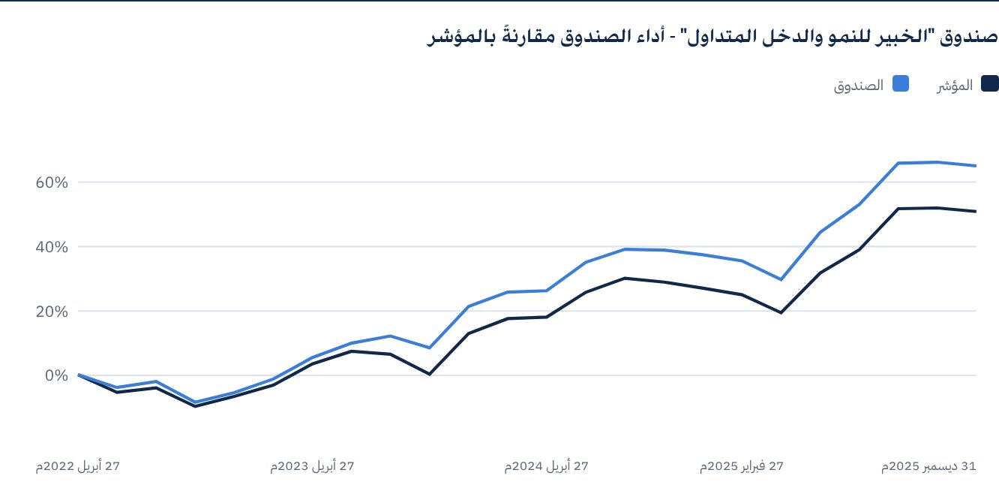 صندوق "الخبير للنمو والدخل المتداول" - أداء الصندوق مقارنةً بالمؤشر
المؤشر
الصندوق
60%
40%
20%
0%
27 أبريل 2022م
27 أبريل 2023م
27 أبريل 2024م
27 فبراير 2025م
31 ديسمبر 2025م